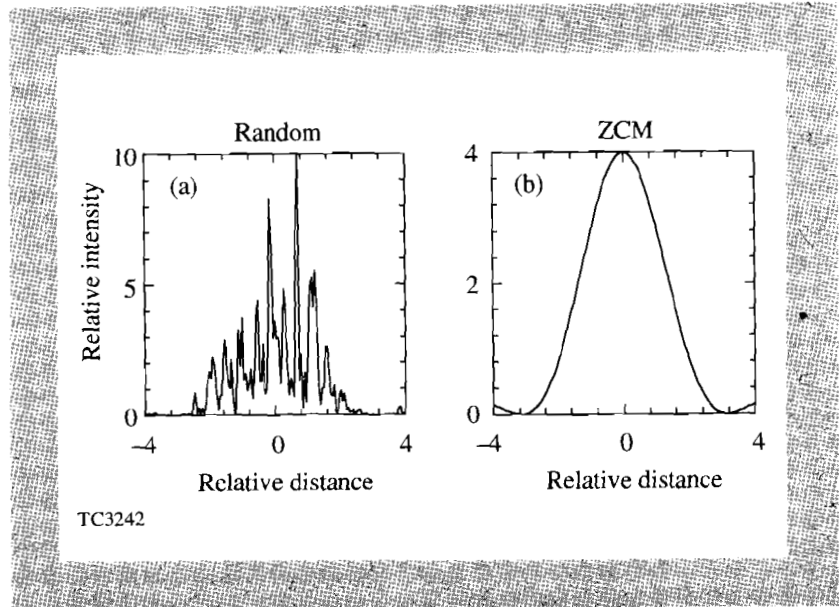 Random
ZCM
(a)
(b)
Relative intensity
10
5
0
4
2
0
–4
0
4
–4
0
4
Relative distance
Relative distance
TC3242